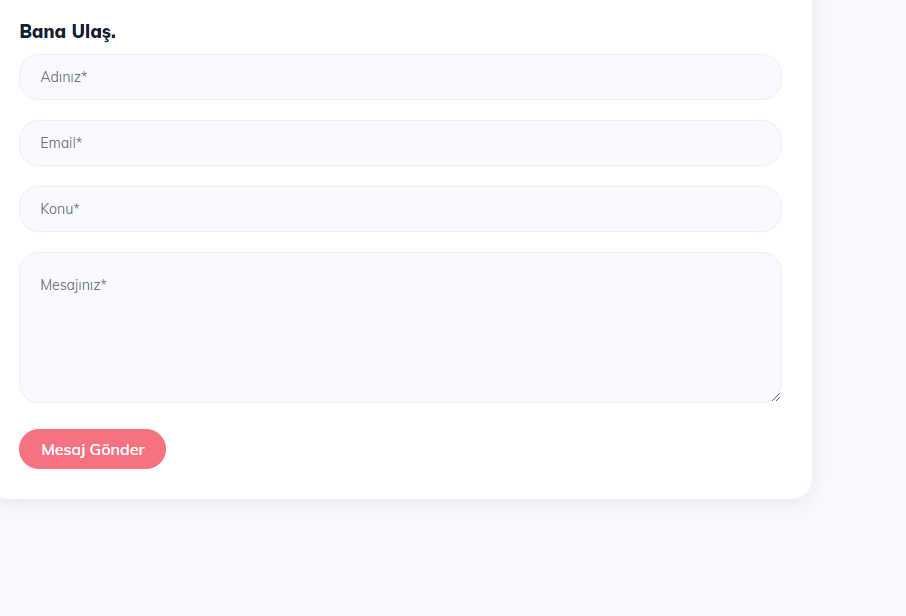 Bana Ulaş.
Adınız*
Email*
Konu*
Mesajınız*
Mesaj Gönder